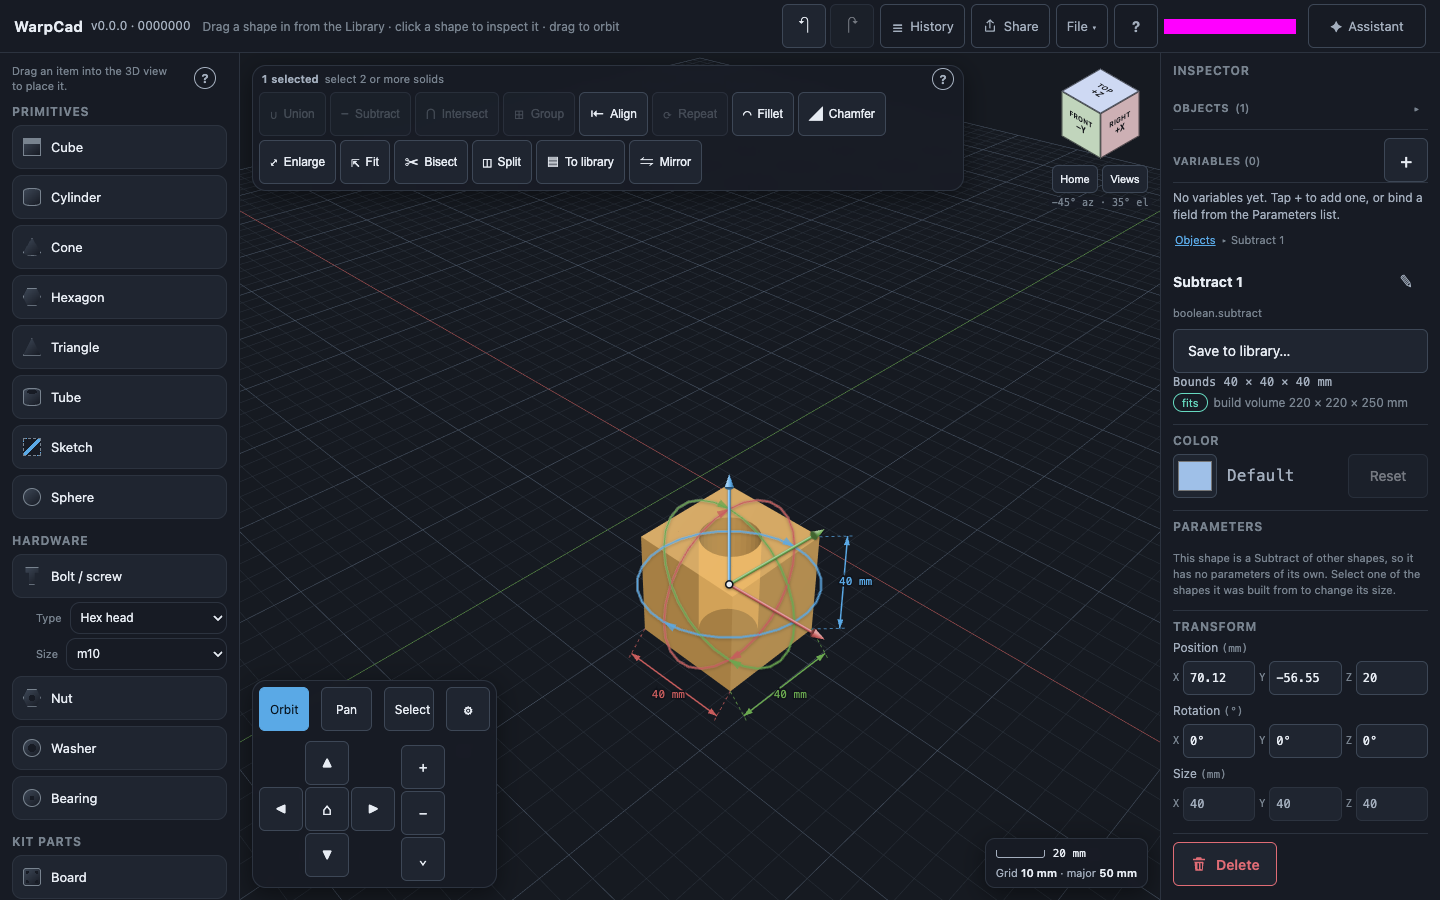 WarpCad v0.0.0 · 0000000 Drag a shape in from the Library · click a shape to inspect it · drag to orbit
History
Share
File
?
Assistant
Drag an item into the 3D view
to place it.
?
PRIMITIVES
Cube
Cylinder
Cone
Hexagon
Triangle
Tube
Sketch
Sphere
HARDWARE
Bolt / screw
Type Hex head
Size m10
Nut
Washer
Bearing
KIT PARTS
Board
1 selected select 2 or more solids
?
Union
Subtract
Intersect
Group
Align
Repeat
Fillet
Chamfer
Enlarge
Fit
Bisect
Split
To library
Mirror
TOP
+Z
FRONT
−Y
RIGHT
+X
Home
Views
−45° az · 35° el
40 mm
40 mm
40 mm
Orbit
Pan
Select
20 mm
Grid 10 mm · major 50 mm
INSPECTOR
OBJECTS (1)
VARIABLES (0)
+
No variables yet. Tap + to add one, or bind a
field from the Parameters list.
Objects ▸ Subtract 1
Subtract 1
boolean.subtract
Save to library…
Bounds 40 × 40 × 40 mm
fits build volume 220 × 220 × 250 mm
COLOR
Default
Reset
PARAMETERS
This shape is a Subtract of other shapes, so it
has no parameters of its own. Select one of the
shapes it was built from to change its size.
TRANSFORM
Position (mm)
X 70.12 Y −56.55 Z 20
Rotation (°)
X 0° Y 0° Z 0°
Size (mm)
X 40 Y 40 Z 40
Delete